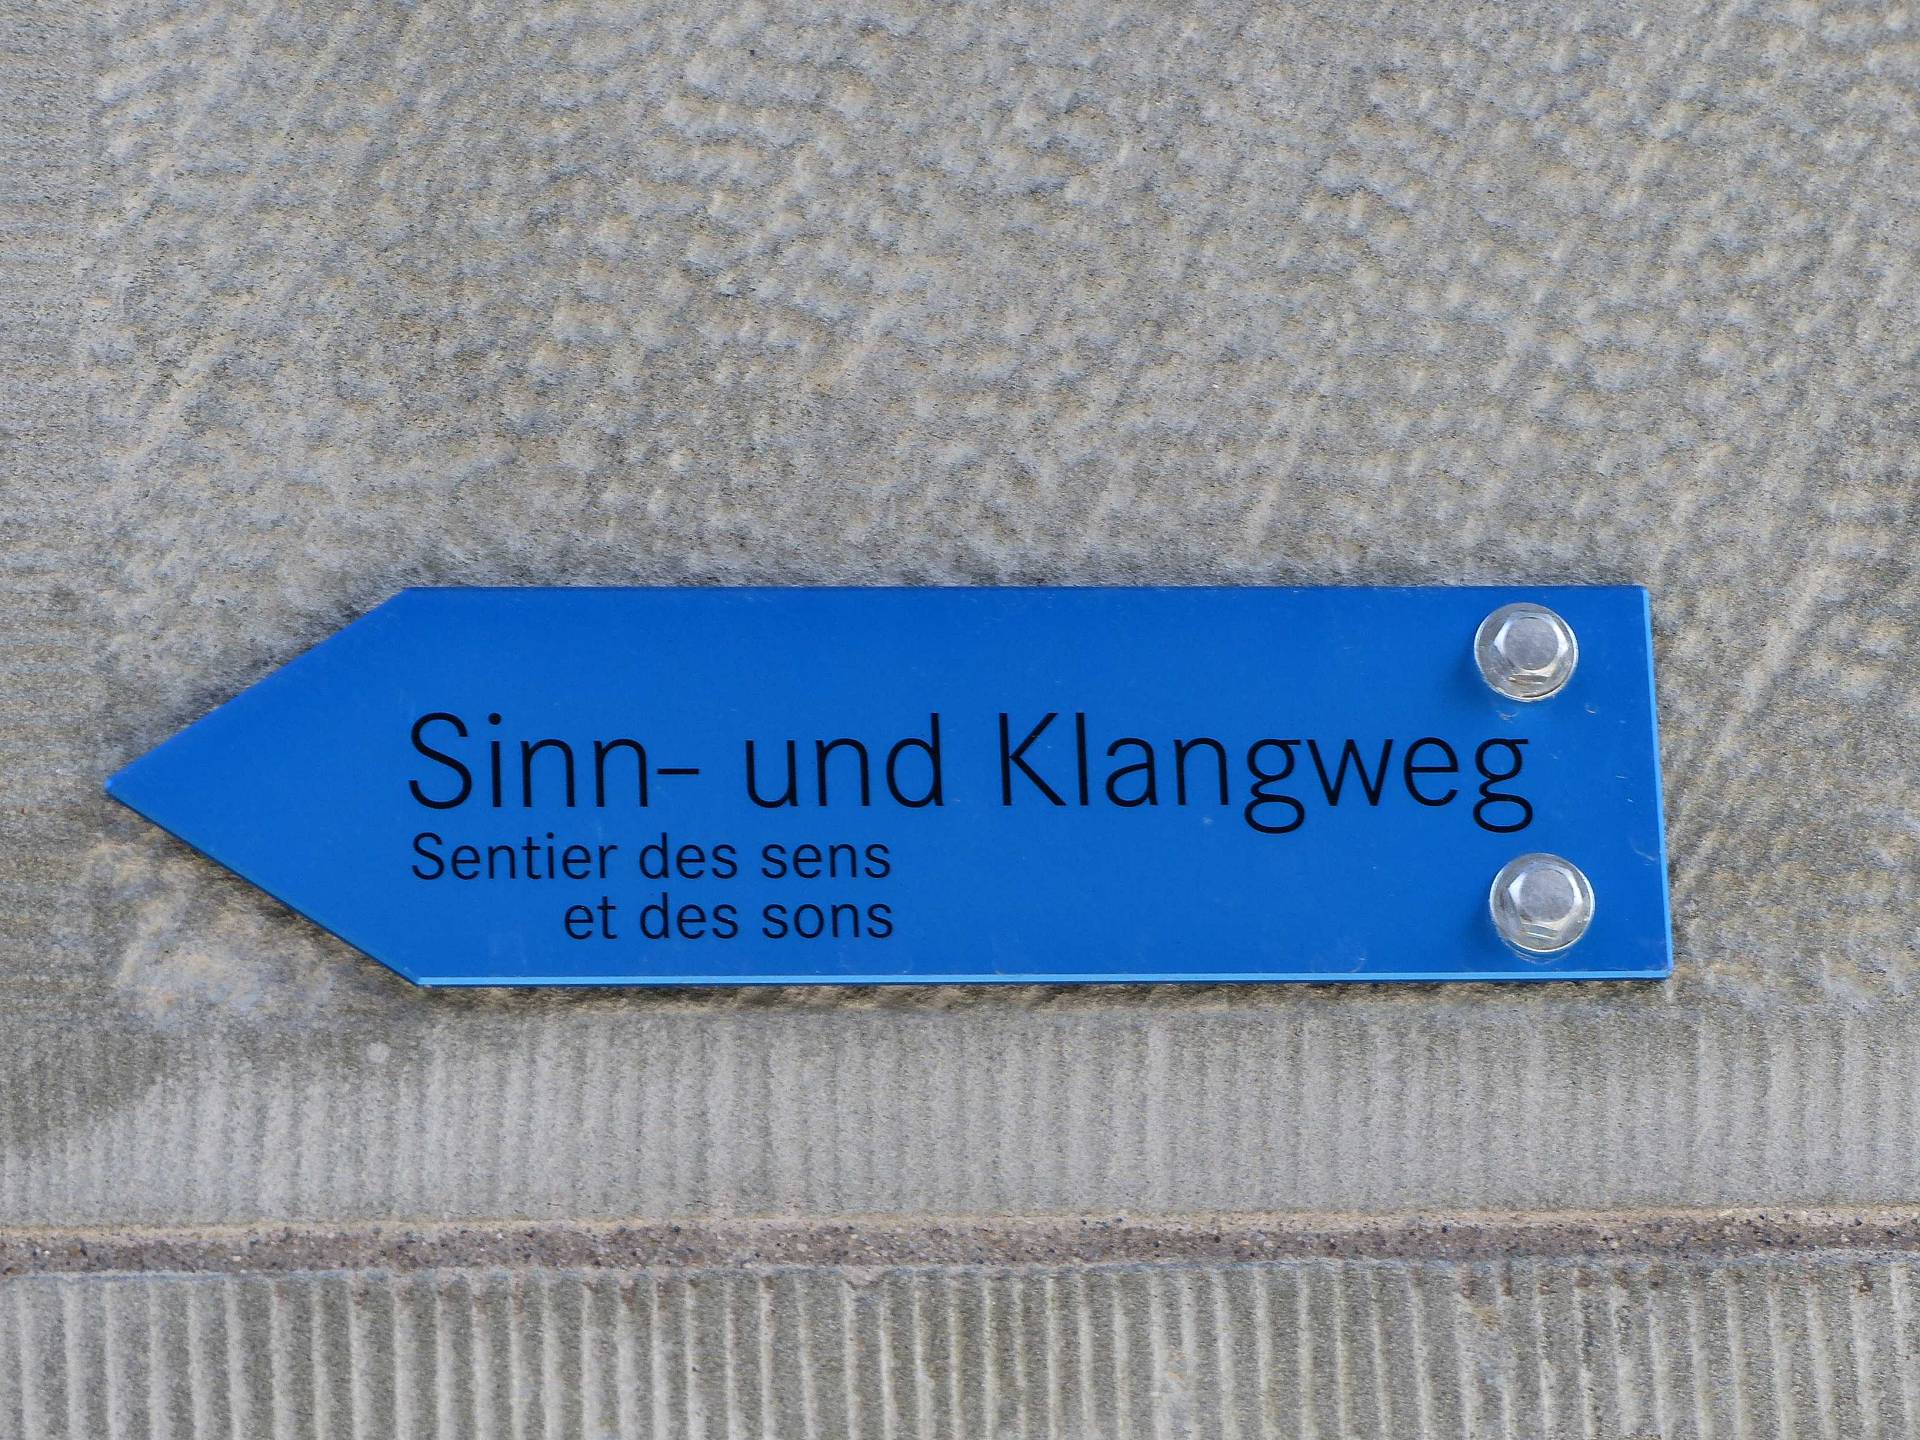 Sinn- und Klangweg
Sentier des sens
et des sons